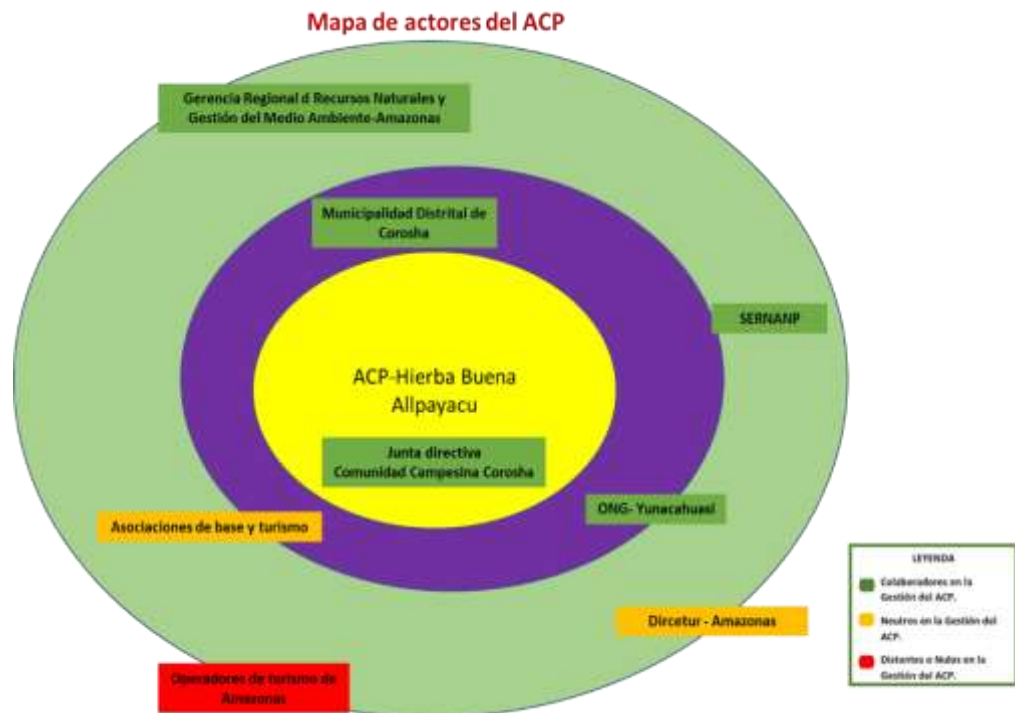 Mapa de actores del ACP
Gerencia Regional d Recursos Naturales y
Gestión del Medio Ambiente-Amazonas
Municipalidad Distrital de
Corosha
SERNANP
ACP-Hierba Buena
Allpayacu
Junta directiva
Comunidad Campesina Corosha
ONG- Yunacahuasi
Asociaciones de base y turismo
Dircetur - Amazonas
Operadores de turismo de
Amazonas
LEYENDA
Colaboradores en la
Gestión del ACP.
Neutros en la Gestión del
ACP.
Distantes o Nulos en la
Gestión del ACP.